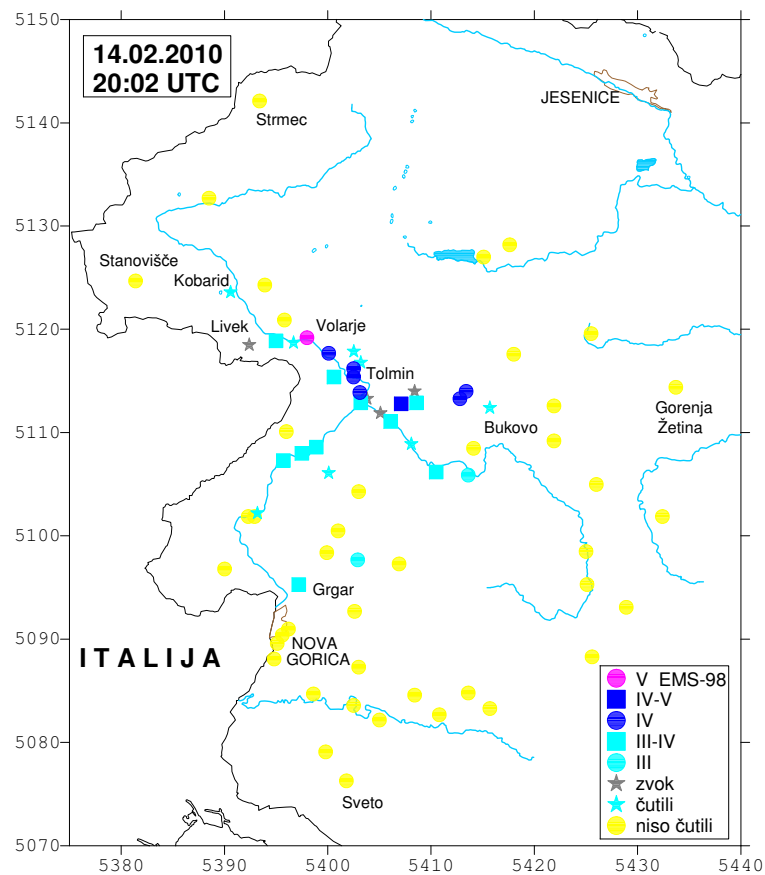 5150
14.02.2010
20:02 UTC
JESENICE
5140
Strmec
5130
Stanovišče
Kobarid
5120
Livek
Volarje
Tolmin
Bukovo
Gorenja
Žetina
5110
5100
Grgar
5090
NOVA
GORICA
ITALIJA
V EMS-98
IV-V
IV
III-IV
III
zvok
čutili
niso čutili
5080
Sveto
5070
5380
5390
5400
5410
5420
5430
5440